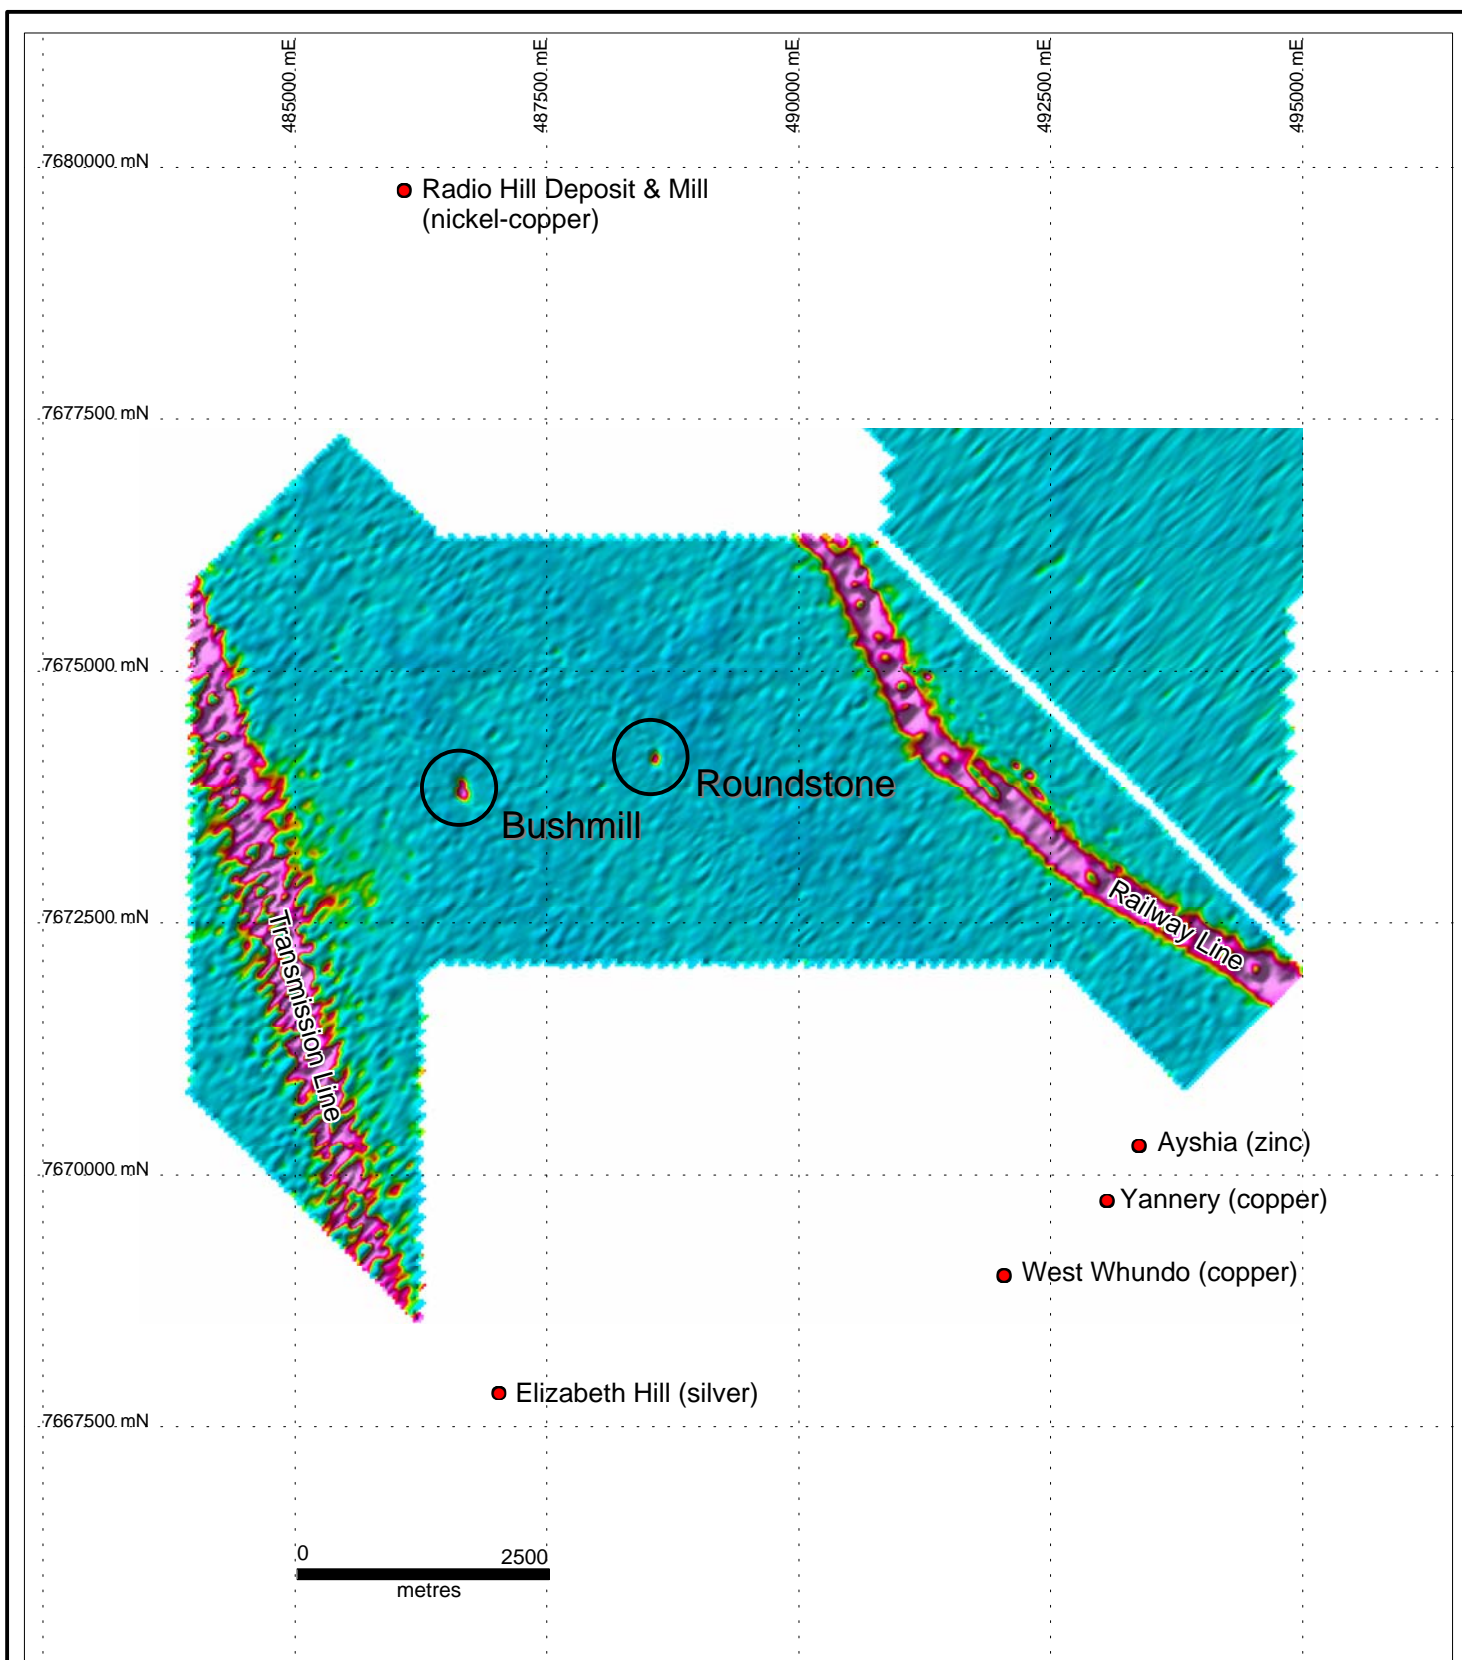 485000 mE
487500 mE
490000 mE
492500 mE
495000 mE
7680000 mN
Radio Hill Deposit & Mill
(nickel-copper)
7677500 mN
7675000 mN
Roundstone
Bushmill
Railway Line
7672500 mN
Transmission Line
Ayshia (zinc)
7670000 mN
Yannery (copper)
West Whundo (copper)
Elizabeth Hill (silver)
7667500 mN
0 2500
metres